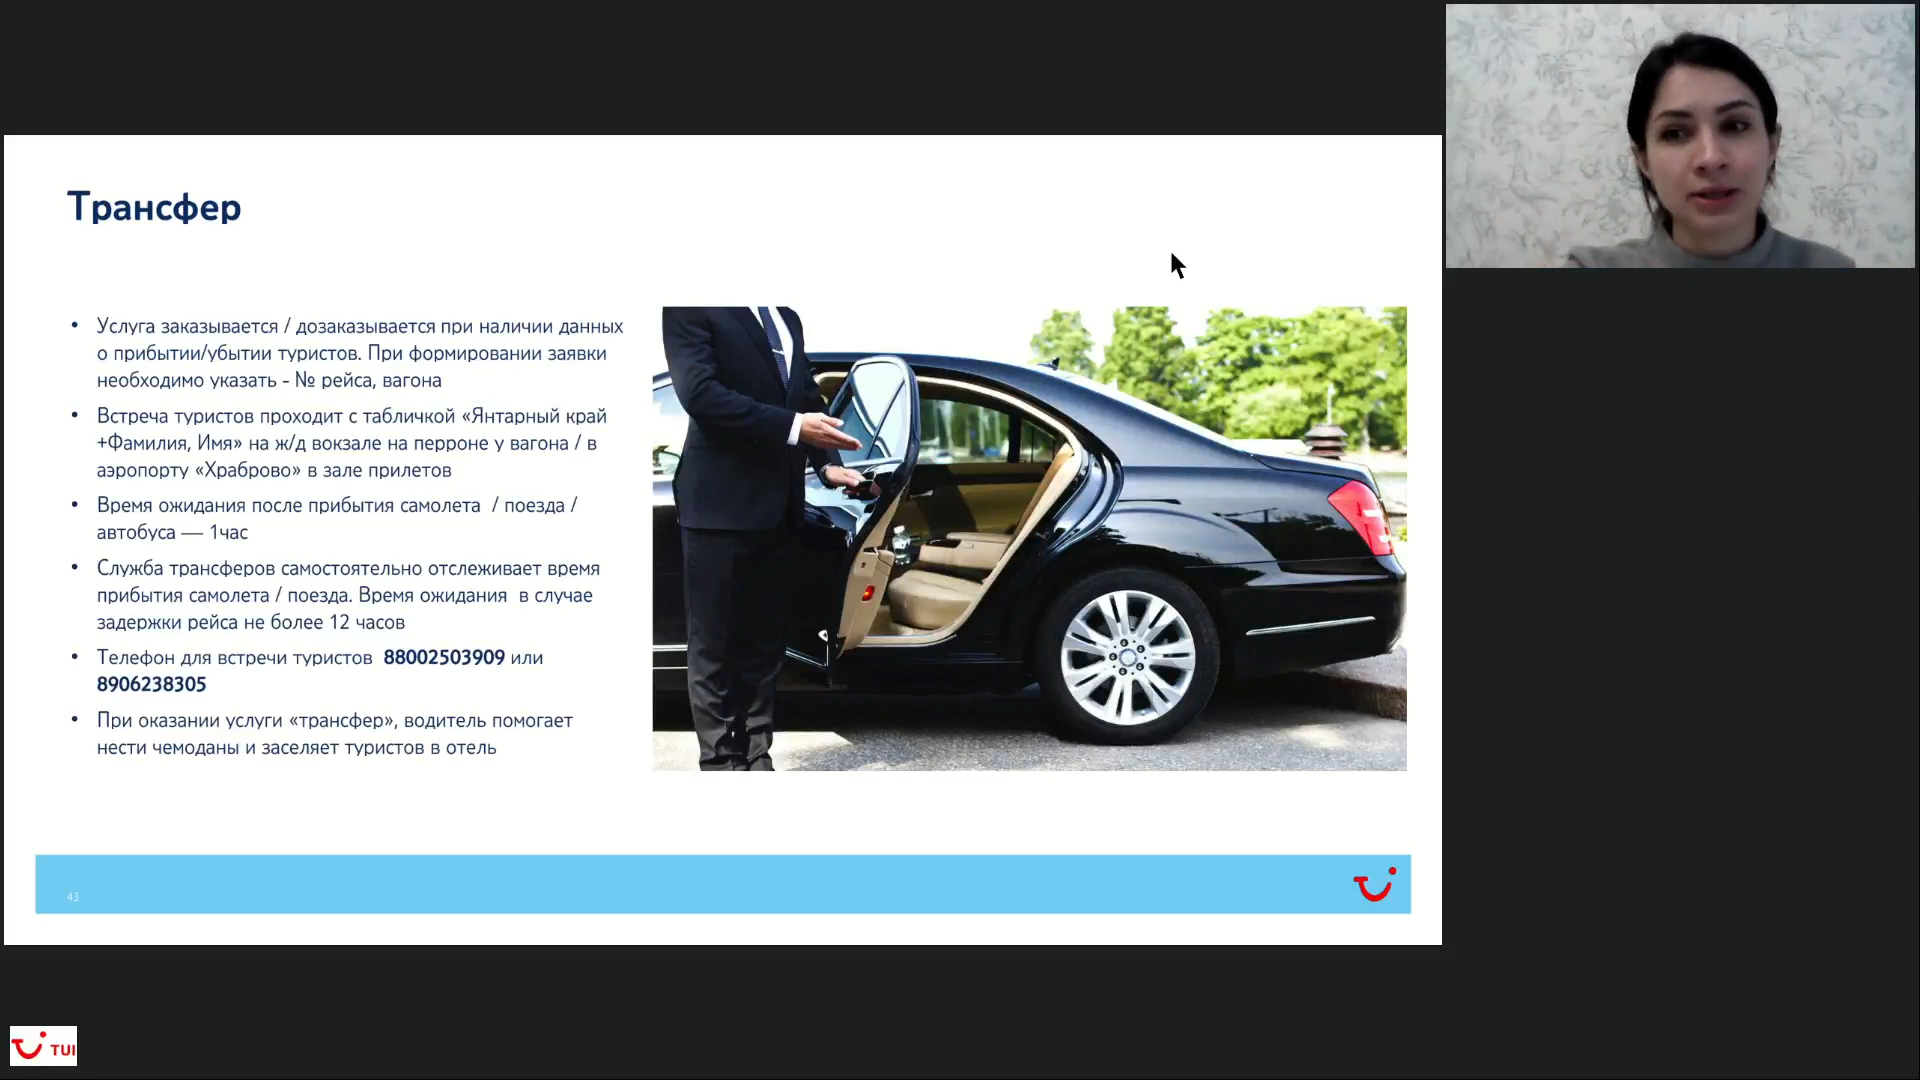 Трансфер
• Услуга заказывается / дозаказывается при наличии данных
о прибытии/убытии туристов. При формировании заявки
необходимо указать - № рейса, вагона
• Встреча туристов проходит с табличкой «Янтарный край
+Фамилия, Имя» на ж/д вокзале на перроне у вагона / в
аэропорту «Храброво» в зале прилетов
• Время ожидания после прибытия самолета / поезда /
автобуса — 1час
• Служба трансферов самостоятельно отслеживает время
прибытия самолета / поезда. Время ожидания в случае
задержки рейса не более 12 часов
• Телефон для встречи туристов 88002503909 или
8906238305
• При оказании услуги «трансфер», водитель помогает
нести чемоданы и заселяет туристов в отель
43
TUI